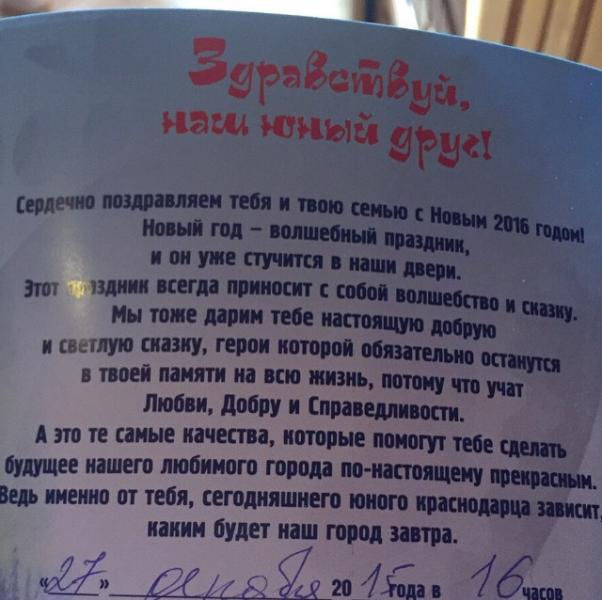 Здравствуй,
наш юный друг!
Сердечно поздравляем тебя и твою семью с Новым 2016 годом!
Новый год – волшебный праздник,
и он уже стучится в наши двери.
Этот праздник всегда приносит с собой волшебство и сказку.
Мы тоже дарим тебе настоящую добрую
и светлую сказку, герои которой обязательно останутся
в твоей памяти на всю жизнь, потому что учат
Любви, Добру и Справедливости.
А это те самые качества, которые помогут тебе сделать
будущее нашего любимого города по-настоящему прекрасным.
Ведь именно от тебя, сегодняшнего юного краснодарца зависит,
каким будет наш город завтра.
«27» декабря 2015 года в 16 часов